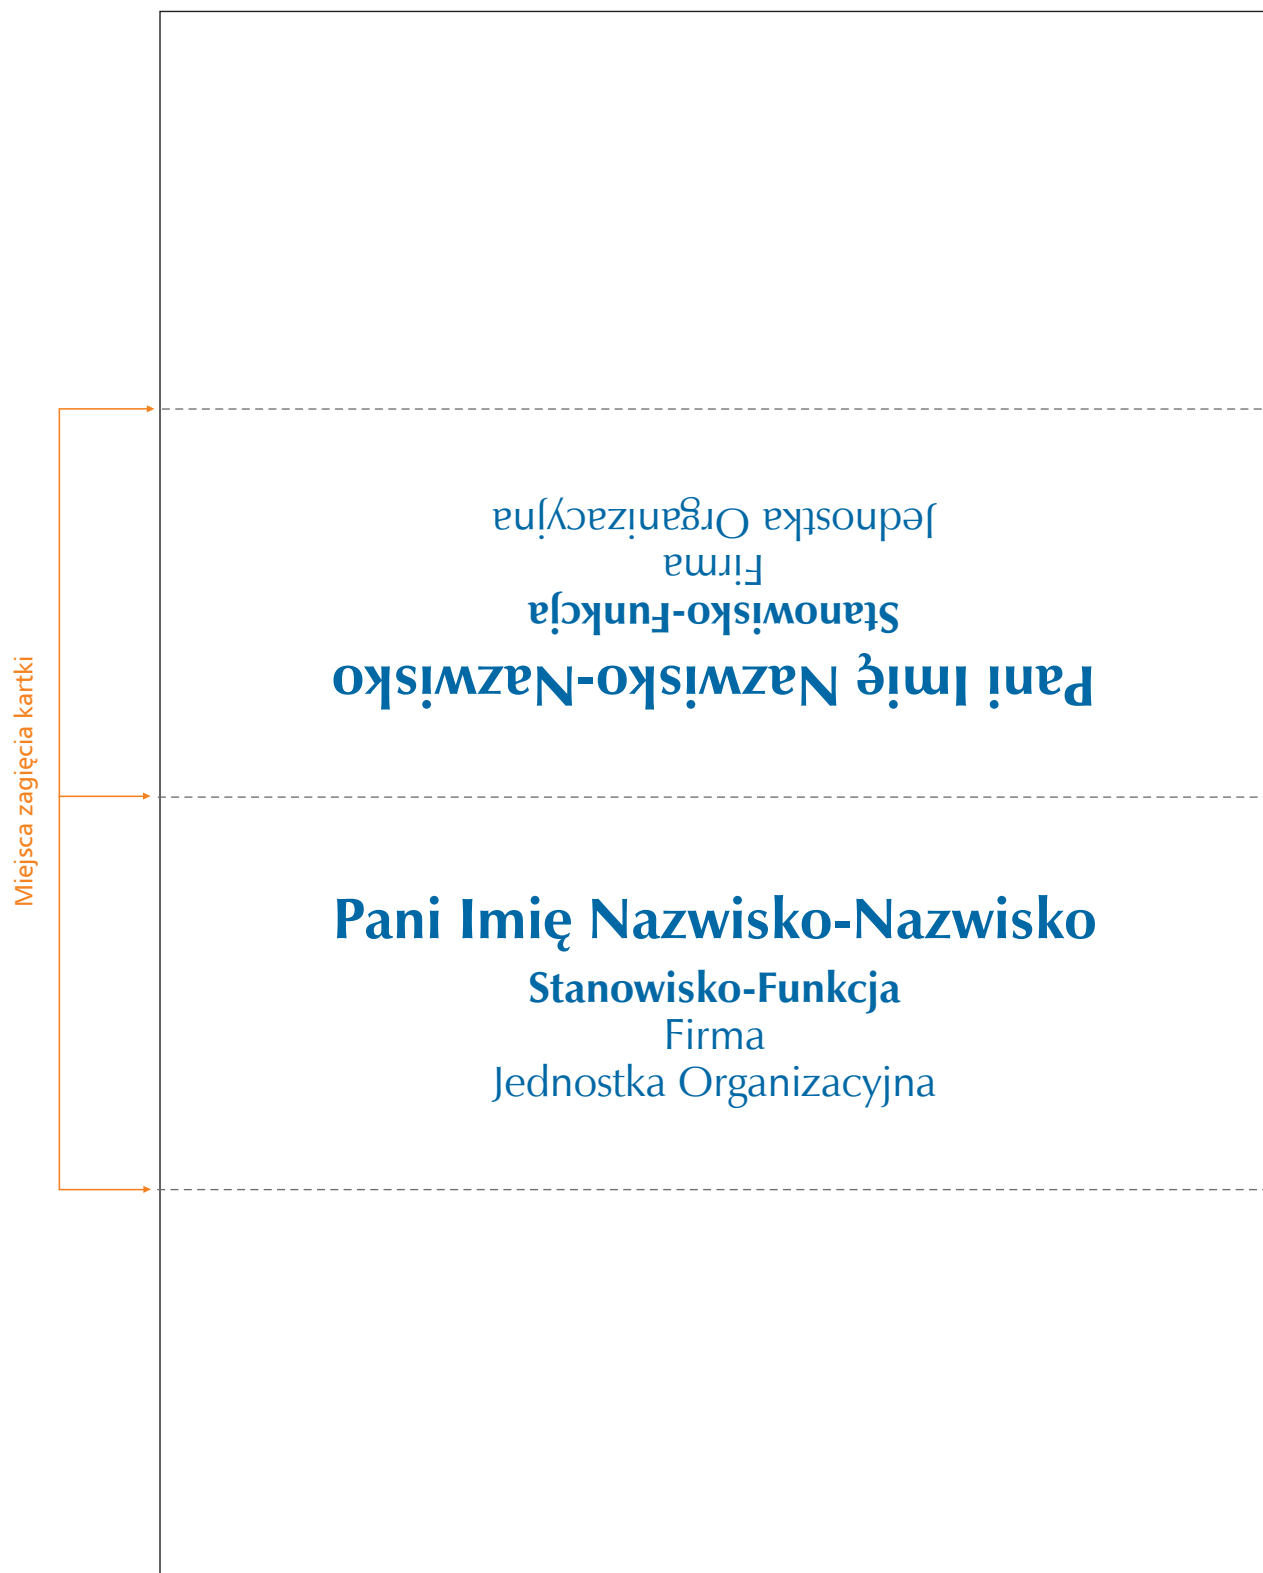 Miejsca zagięcia kartki
Jednostka Organizacyjna
Firma
Stanowisko-Funkcja
Pani Imię Nazwisko-Nazwisko
Pani Imię Nazwisko-Nazwisko
Stanowisko-Funkcja
Firma
Jednostka Organizacyjna